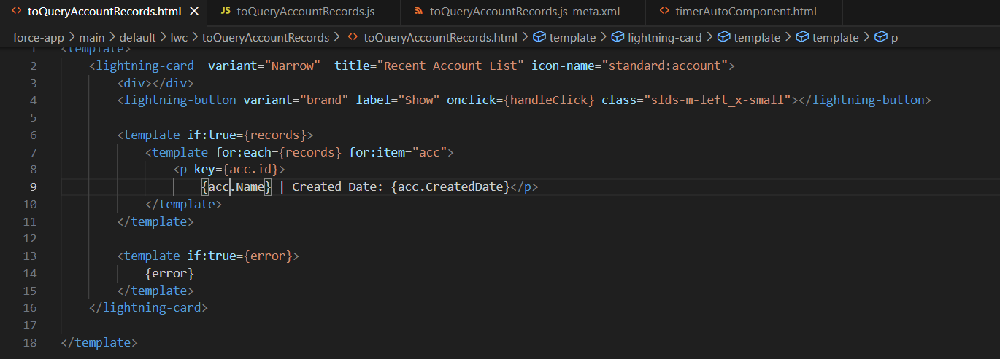 toQueryAccountRecords.html JS toQueryAccountRecords.js toQueryAccountRecords.js-meta.xml timerAutoComponent.html
force-app > main > default > lwc > toQueryAccountRecords > toQueryAccountRecords.html > template > lightning-card > template > template > p
1 <template>
2 <lightning-card  variant="Narrow"  title="Recent Account List" icon-name="standard:account">
3 <div></div>
4 <lightning-button variant="brand" label="Show" onclick={handleClick} class="slds-m-left_x-small"></lightning-button>
5
6 <template if:true={records}>
7 <template for:each={records} for:item="acc">
8 <p key={acc.id}>
9 {acc.Name} | Created Date: {acc.CreatedDate}</p>
10 </template>
11 </template>
12
13 <template if:true={error}>
14 {error}
15 </template>
16 </lightning-card>
17
18 </template>